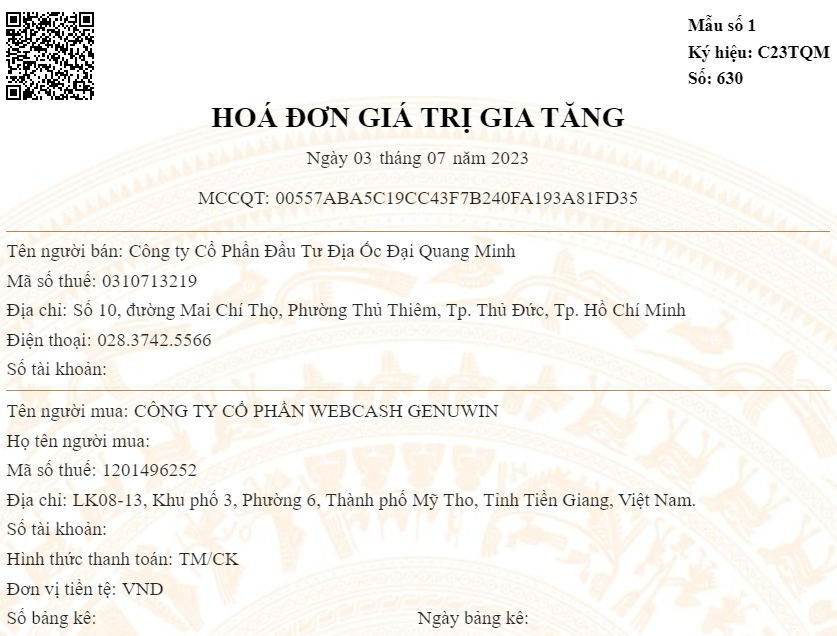 Mẫu số 1
Ký hiệu: C23TQM
Số: 630
HOÁ ĐƠN GIÁ TRỊ GIA TĂNG
Ngày 03 tháng 07 năm 2023
MCCQT: 00557ABA5C19CC43F7B240FA193A81FD35
Tên người bán: Công ty Cổ Phần Đầu Tư Địa Ốc Đại Quang Minh
Mã số thuế: 0310713219
Địa chỉ: Số 10, đường Mai Chí Thọ, Phường Thủ Thiêm, Tp. Thủ Đức, Tp. Hồ Chí Minh
Điện thoại: 028.3742.5566
Số tài khoản:
Tên người mua: CÔNG TY CỔ PHẦN WEBCASH GENUWIN
Họ tên người mua:
Mã số thuế: 1201496252
Địa chỉ: LK08-13, Khu phố 3, Phường 6, Thành phố Mỹ Tho, Tỉnh Tiền Giang, Việt Nam.
Số tài khoản:
Hình thức thanh toán: TM/CK
Đơn vị tiền tệ: VND
Số bảng kê: Ngày bảng kê: